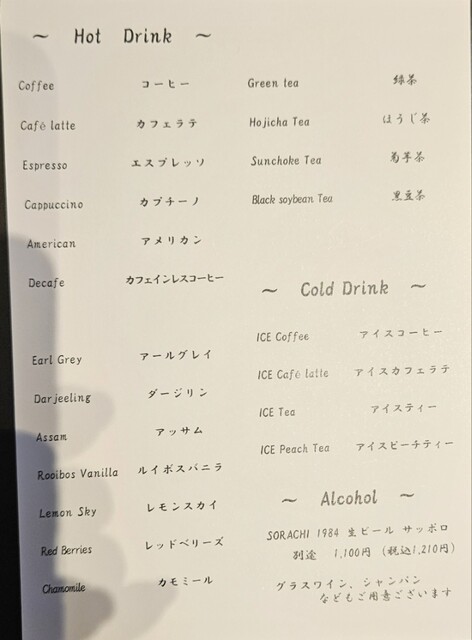 ～ Hot Drink ～
Coffee コーヒー
Café latte カフェラテ
Espresso エスプレッソ
Cappuccino カプチーノ
American アメリカン
Decafe カフェインレスコーヒー
Earl Grey アールグレイ
Darjeeling ダージリン
Assam アッサム
Rooibos Vanilla ルイボスバニラ
Lemon Sky レモンスカイ
Red Berries レッドベリーズ
Chamomile カモミール
Green tea 緑茶
Hojicha Tea ほうじ茶
Sunchoke Tea 菊芋茶
Black soybean Tea 黒豆茶
～ Cold Drink ～
ICE Coffee アイスコーヒー
ICE Café latte アイスカフェラテ
ICE Tea アイスティー
ICE Peach Tea アイスピーチティー
～ Alcohol ～
SORACHI 1984 生ビール サッポロ
別途 1,100円 (税込1,210円)
グラスワイン、シャンパン
などもご用意ございます